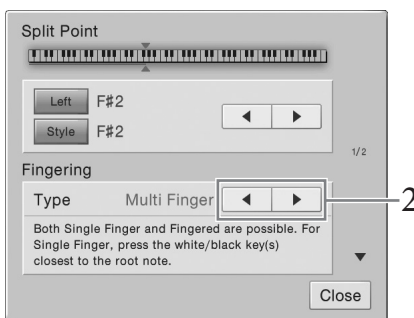 Split Point
Left F♯2
Style F♯2
1/2
Fingering
Type Multi Finger
2
Both Single Finger and Fingered are possible. For
Single Finger, press the white/black key(s)
closest to the root note.
Close